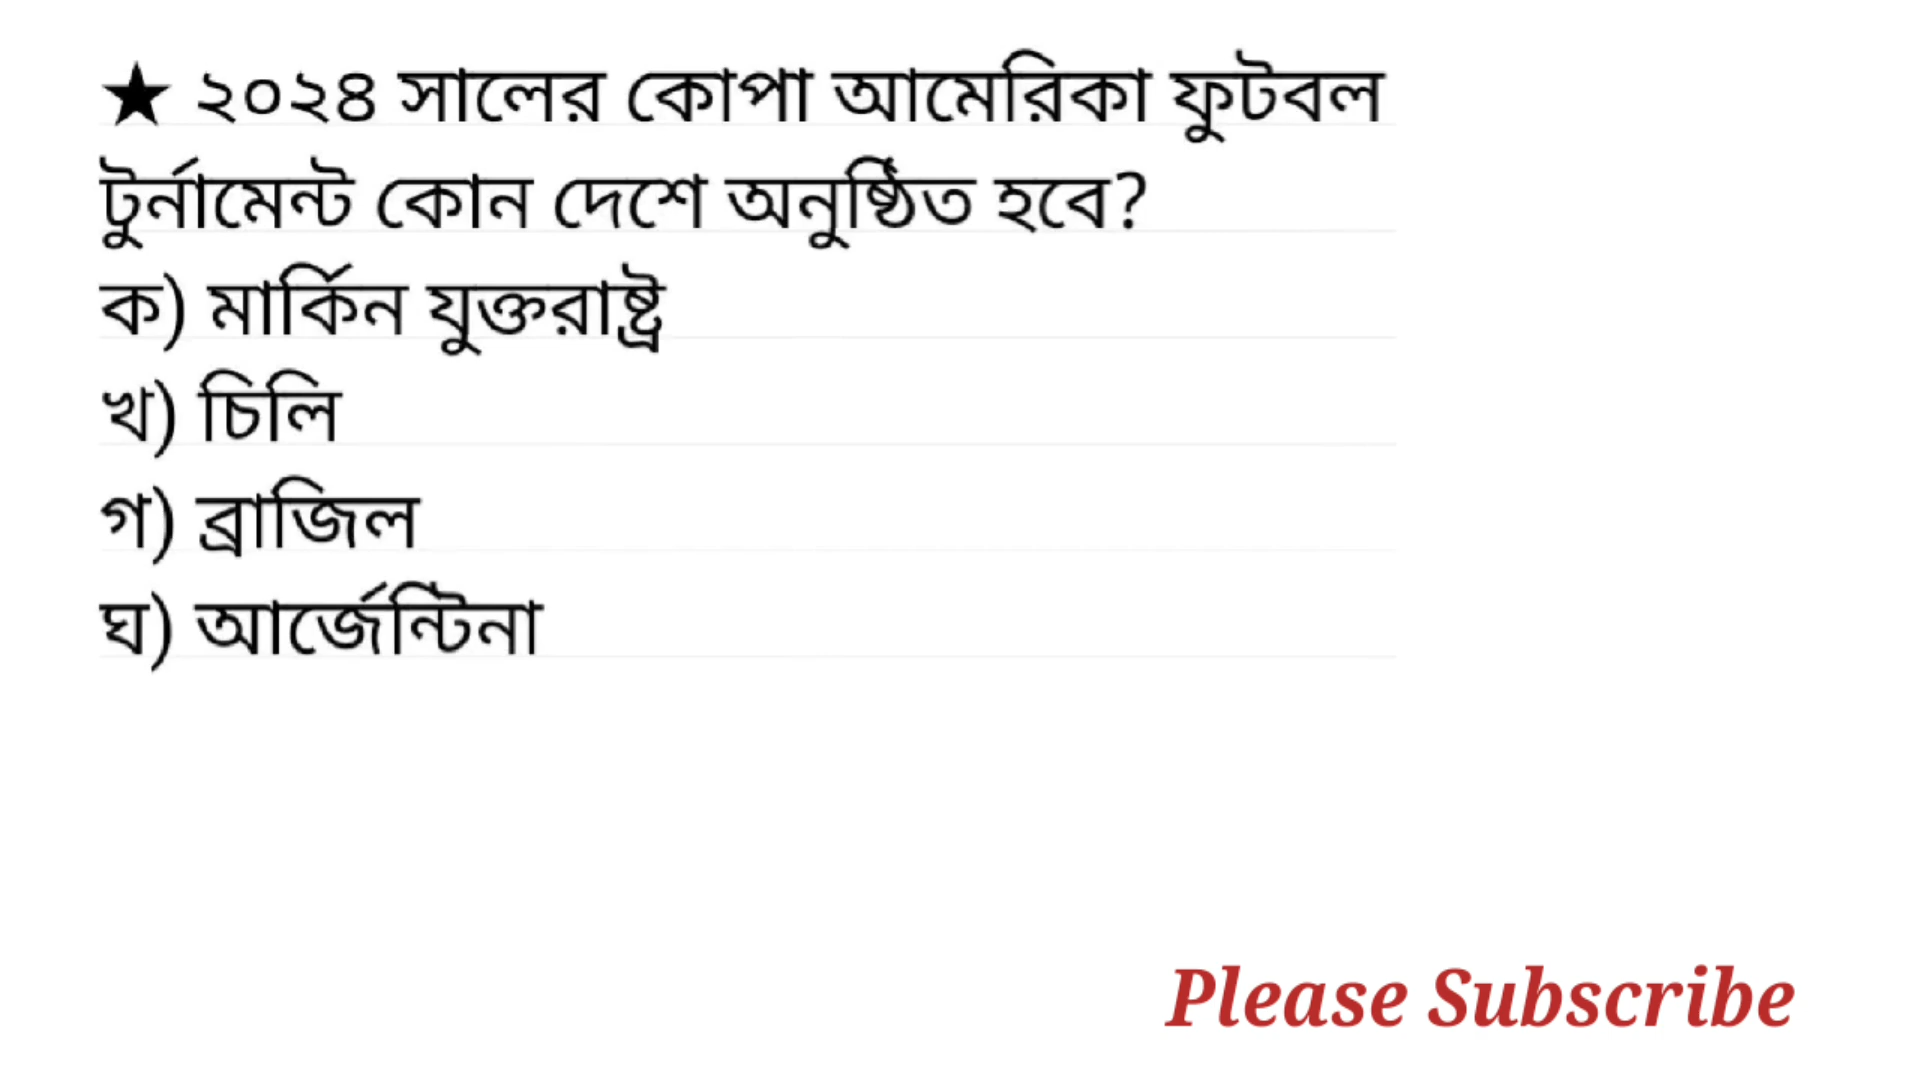 ★ ২০২৪ সালের কোপা আমেরিকা ফুটবল
টুর্নামেন্ট কোন দেশে অনুষ্ঠিত হবে?
ক) মার্কিন যুক্তরাষ্ট্র
খ) চিলি
গ) ব্রাজিল
ঘ) আর্জেন্টিনা
Please Subscribe